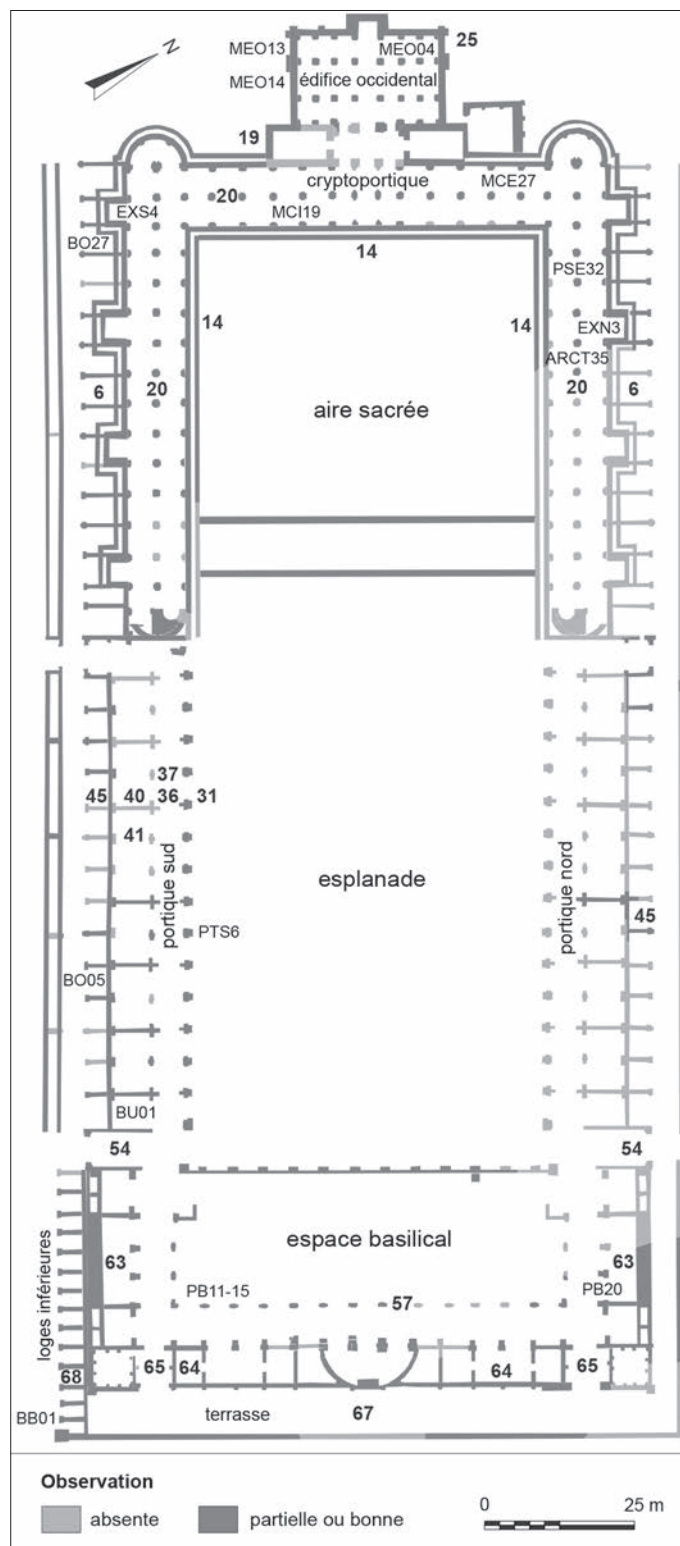 N
MEO13
MEO04
25
MEO14
édifice occidental
19
cryptoportique
MCE27
20
EXS4
MCI19
BO27
14
PSE32
14
14
EXN3
ARCT35
6
20
aire sacrée
20
6
37
45
40
36
31
41
portique sud
esplanade
portique nord
45
PTS6
BO05
BU01
54
54
loges inférieures
63
espace basilical
63
PB11-15
57
PB20
65
64
64
65
68
BB01
terrasse
67
Observation
absente
partielle ou bonne
0
25 m